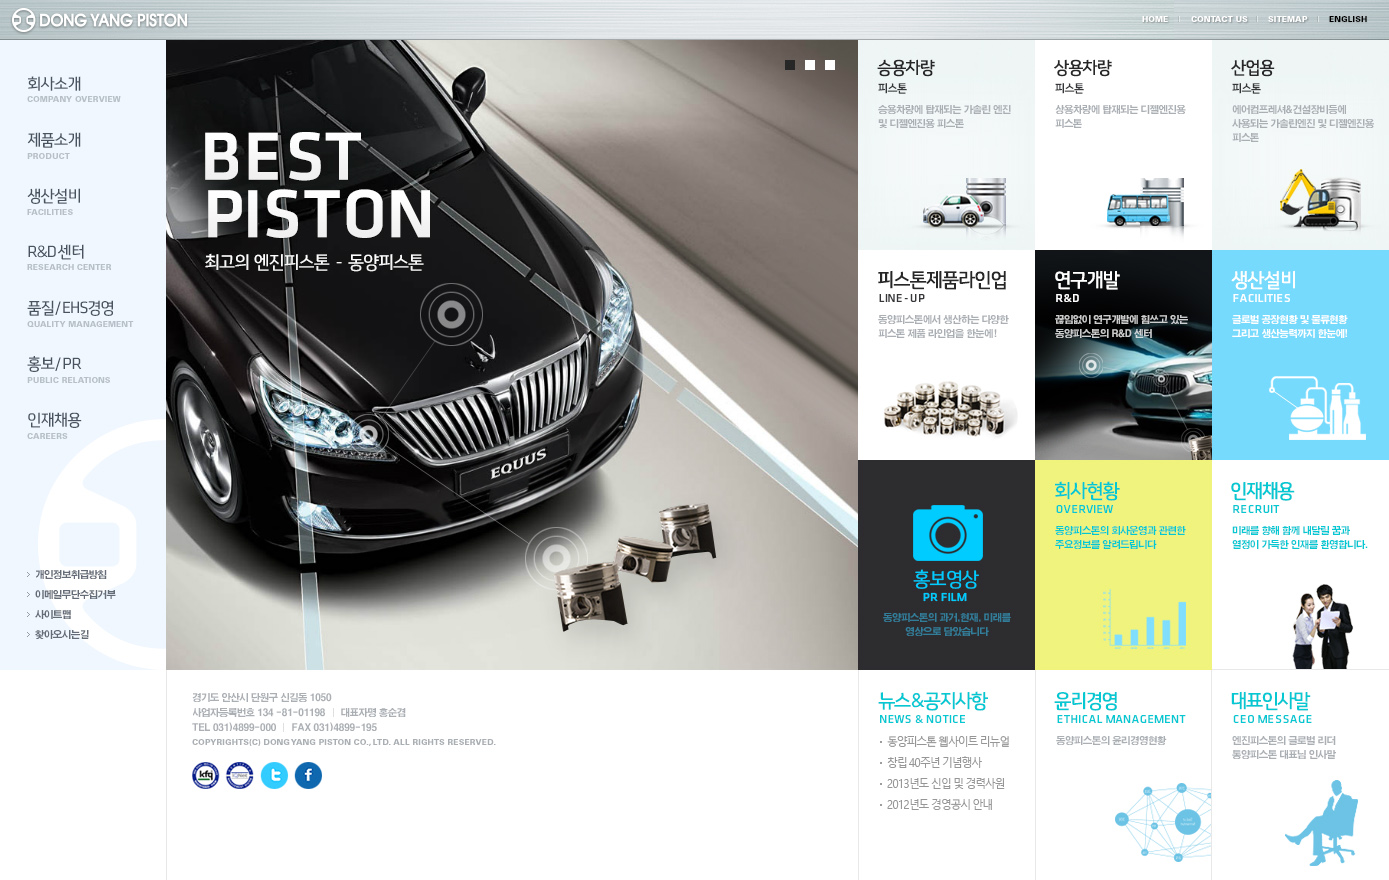 DONG YANG PISTON
HOME
CONTACT US
SITEMAP
ENGLISH
회사소개
COMPANY OVERVIEW
제품소개
PRODUCT
생산설비
FACILITIES
R&D센터
RESEARCH CENTER
품질/EHS경영
QUALITY MANAGEMENT
홍보/PR
PUBLIC RELATIONS
인재채용
CAREERS
개인정보취급방침
이메일무단수집거부
사이트맵
찾아오시는길
BEST
PISTON
최고의 엔진피스톤 - 동양피스톤
EQUUS
승용차량
피스톤
승용차량에 탑재되는 가솔린 엔진
및 디젤엔진용 피스톤
상용차량
피스톤
상용차량에 탑재되는 디젤엔진용
피스톤
산업용
피스톤
에어컴프레셔&건설장비등에
사용되는 가솔린엔진 및 디젤엔진용
피스톤
피스톤제품라인업
LINE-UP
동양피스톤에서 생산하는 다양한
피스톤 제품 라인업을 한눈에!
연구개발
R&D
끊임없이 연구개발에 힘쓰고 있는
동양피스톤의 R&D 센터
생산설비
FACILITIES
글로벌 공장현황 및 물류현황
그리고 생산능력까지 한눈에!
홍보영상
PR FILM
동양피스톤의 과거,현재, 미래를
영상으로 담았습니다
회사현황
OVERVIEW
동양피스톤의 회사운영과 관련한
주요정보를 알려드립니다
인재채용
RECRUIT
미래를 향해 함께 내달릴 꿈과
열정이 가득한 인재를 환영합니다.
경기도 안산시 단원구 신길동 1050
사업자등록번호 134 -81-01198 | 대표자명 홍순겸
TEL 031)4899-000 | FAX 031)4899-195
COPYRIGHTS(C) DONG YANG PISTON CO., LTD. ALL RIGHTS RESERVED.
kfq
뉴스&공지사항
NEWS & NOTICE
· 동양피스톤 웹사이트 리뉴얼
· 창립 40주년 기념행사
· 2013년도 신입 및 경력사원
· 2012년도 경영공시 안내
윤리경영
ETHICAL MANAGEMENT
동양피스톤의 윤리경영현황
대표인사말
CEO MESSAGE
엔진피스톤의 글로벌 리더
동양피스톤 대표님 인사말